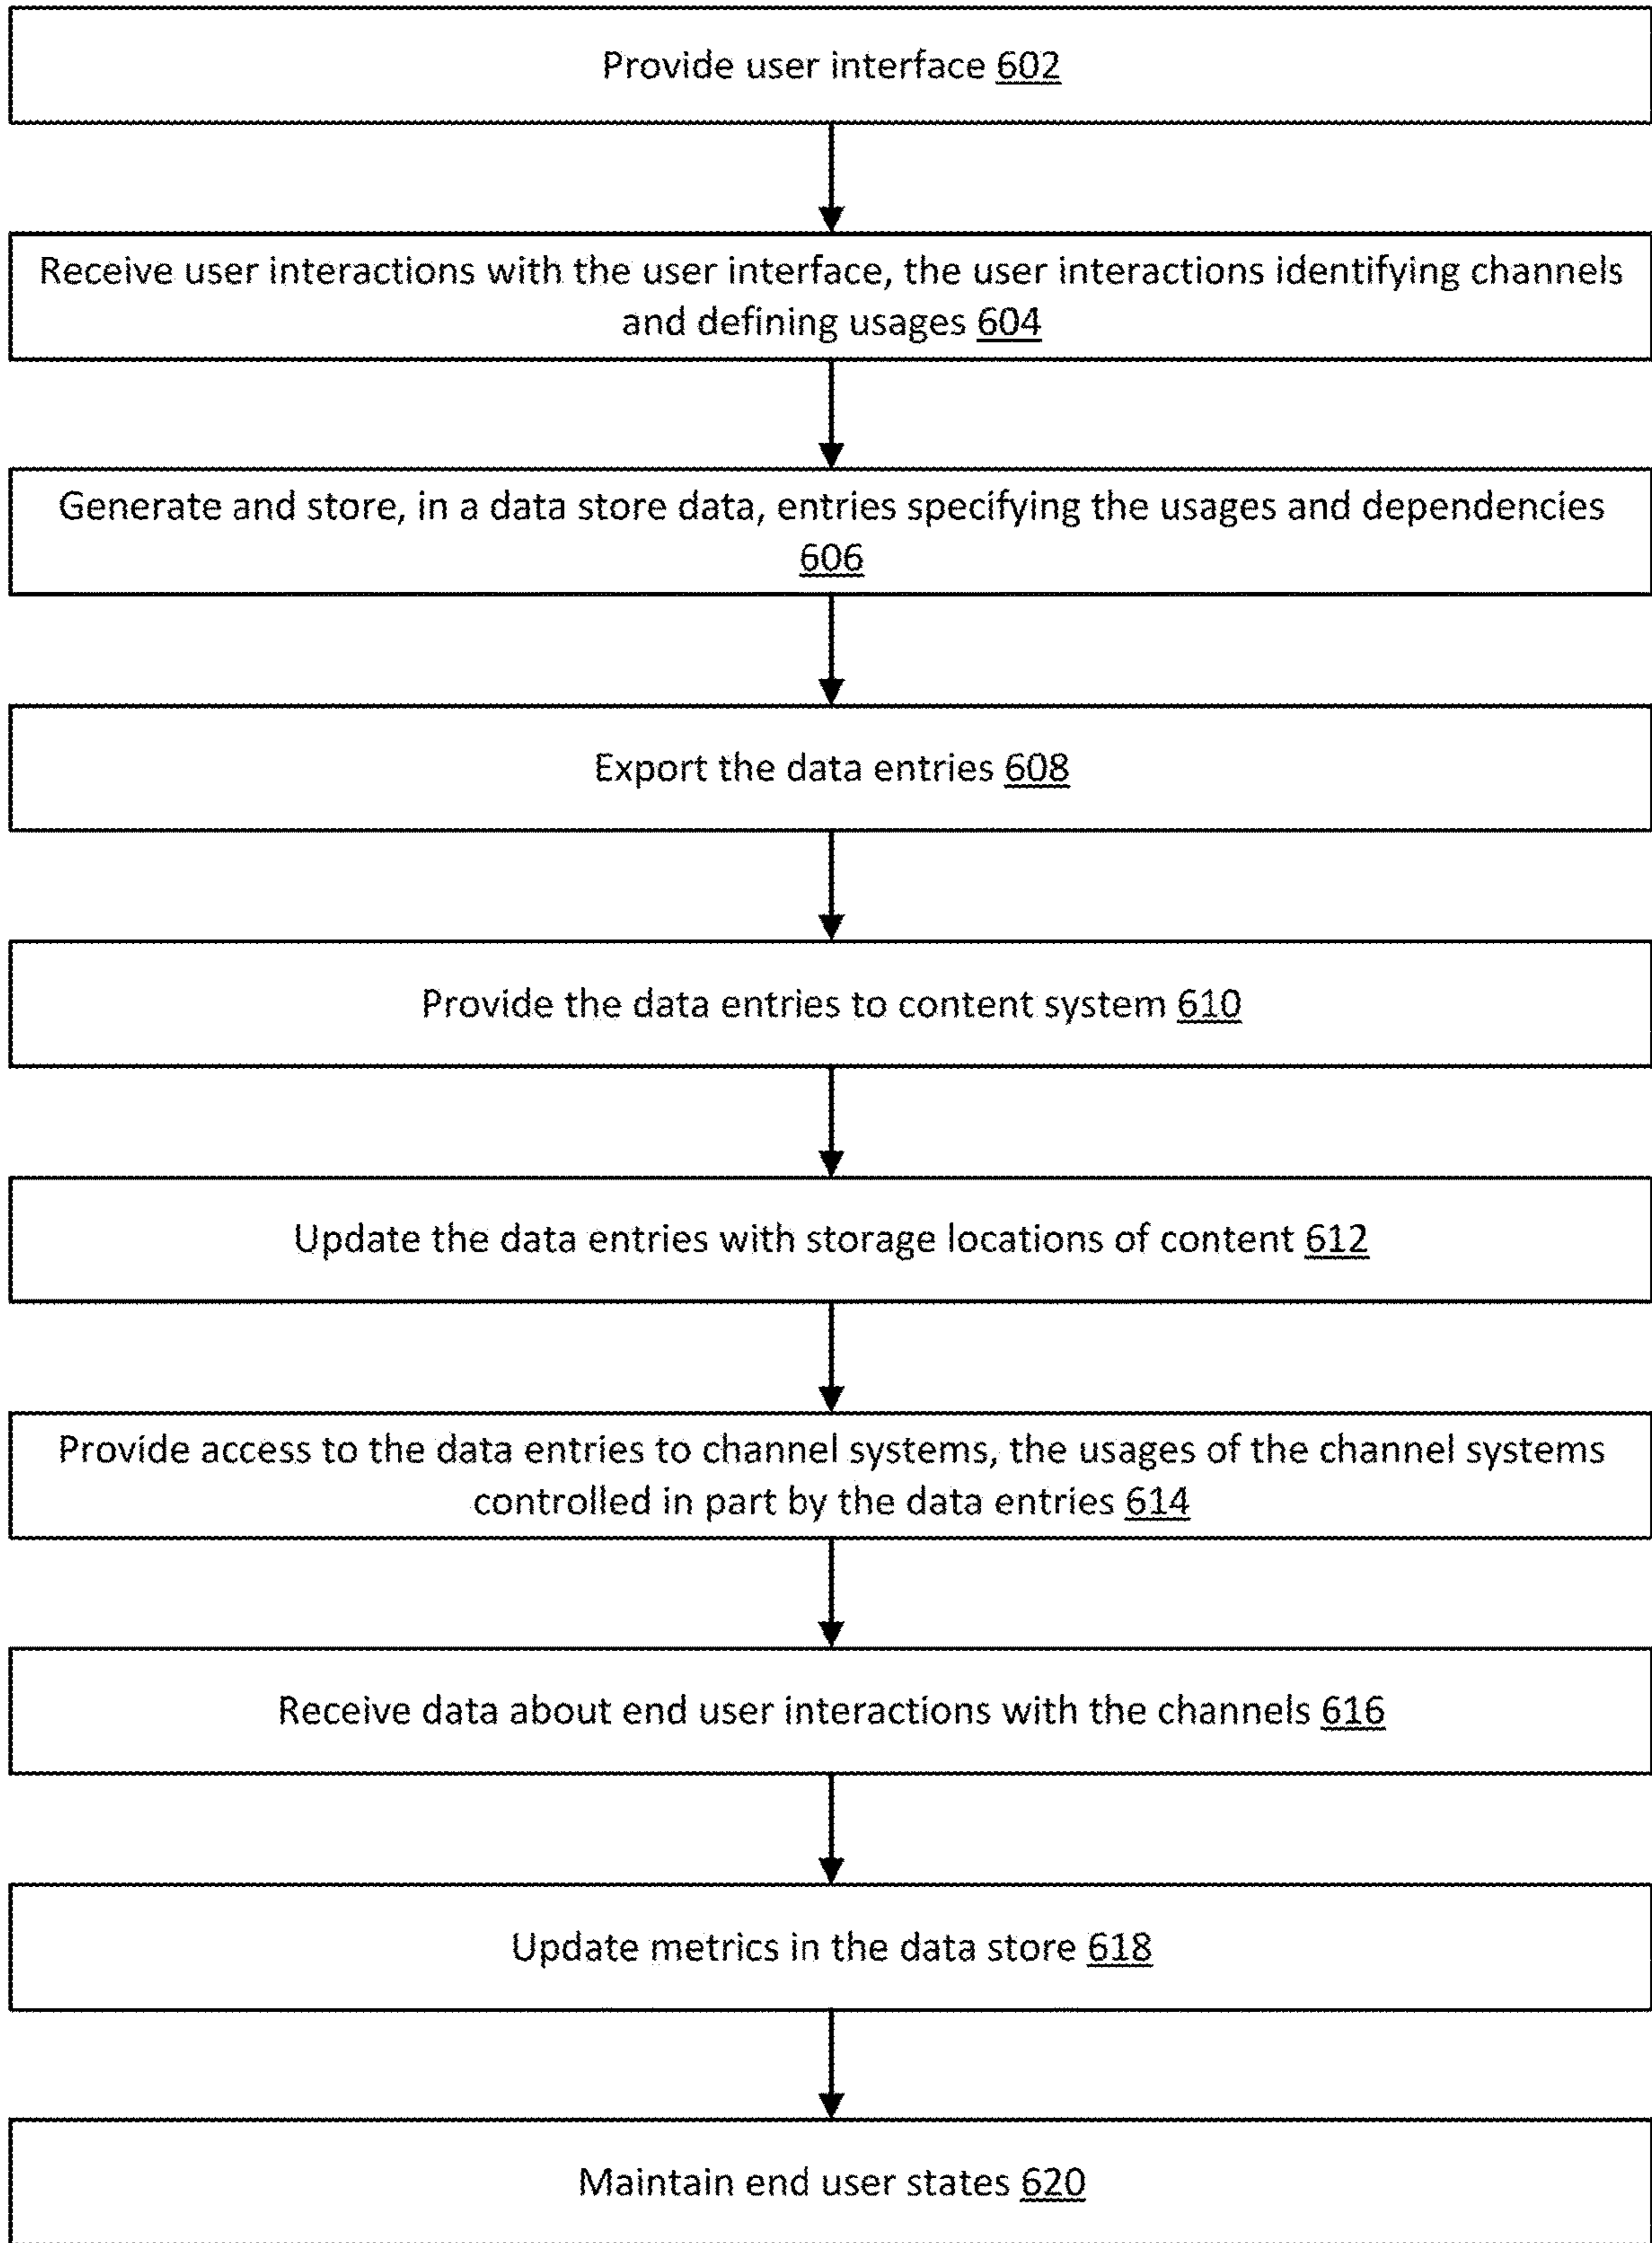 Provide user interface 602
Receive user interactions with the user interface, the user interactions identifying channels
and defining usages 604
Generate and store, in a data store data, entries specifying the usages and dependencies
606
Export the data entries 608
Provide the data entries to content system 610
Update the data entries with storage locations of content 612
Provide access to the data entries to channel systems, the usages of the channel systems
controlled in part by the data entries 614
Receive data about end user interactions with the channels 616
Update metrics in the data store 618
Maintain end user states 620